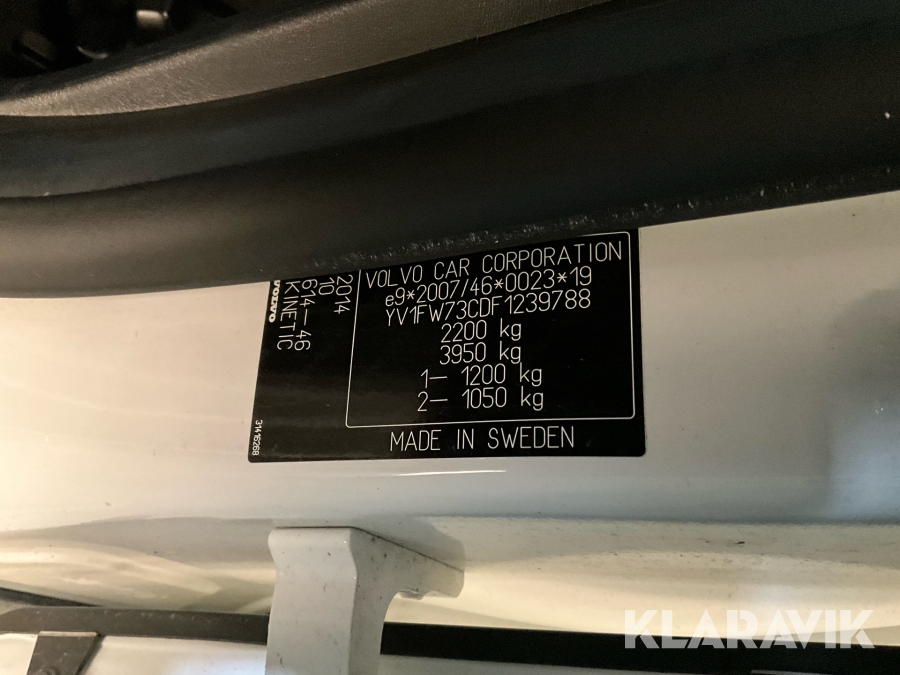 VOLVO CAR CORPORATION
e9*2007/46*0023*19
YV1FW73CDF1239788
2200 kg
3950 kg
1— 1200 kg
2— 1050 kg
MADE IN SWEDEN
2014
10
614—46
KINETIC
VOLVO
31416268
KLARAVIK